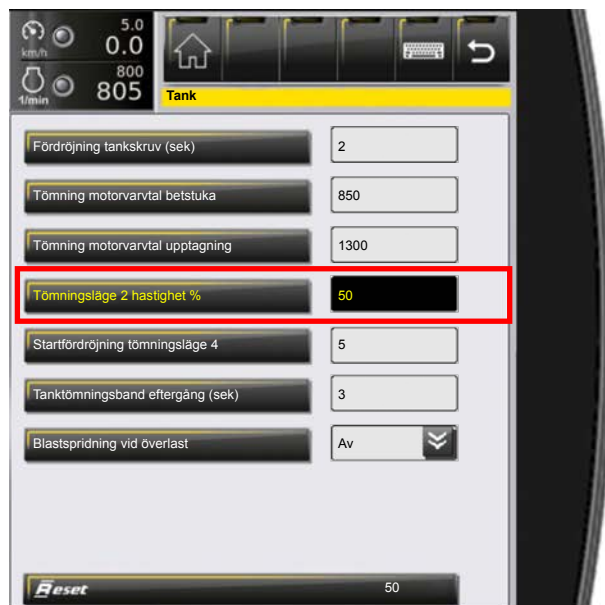 5.0
km/h 0.0
800
1/min 805
Tank
Fördröjning tankskruv (sek) 2
Tömning motorvarvtal betstuka 850
Tömning motorvarvtal upptagning 1300
Tömningsläge 2 hastighet % 50
Startfördröjning tömningsläge 4 5
Tanktömningsband eftergång (sek) 3
Blastspridning vid överlast Av
Reset 50